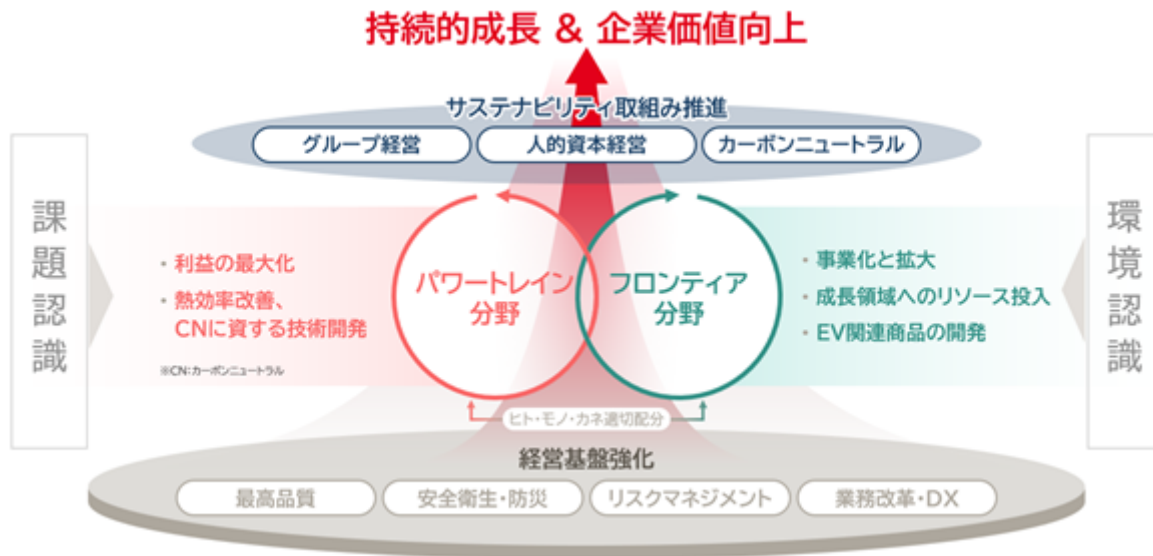 持続的成長 & 企業価値向上
サステナビリティ取組み推進
グループ経営
人的資本経営
カーボンニュートラル
課題認識
・利益の最大化
・熱効率改善、
CNに資する技術開発
※CN:カーボンニュートラル
パワートレイン
分野
フロンティア
分野
・事業化と拡大
・成長領域へのリソース投入
・EV関連商品の開発
環境認識
ヒト・モノ・カネ適切配分
経営基盤強化
最高品質
安全衛生・防災
リスクマネジメント
業務改革・DX